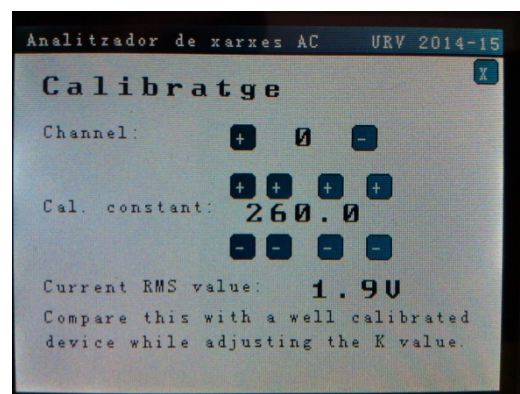 Analitzador de xarxes AC URV 2014-15
X
Calibratge
Channel: + 0 -
+ + + +
Cal. constant: 260.0
- - - -
Current RMS value: 1.9V
Compare this with a well calibrated
device while adjusting the K value.